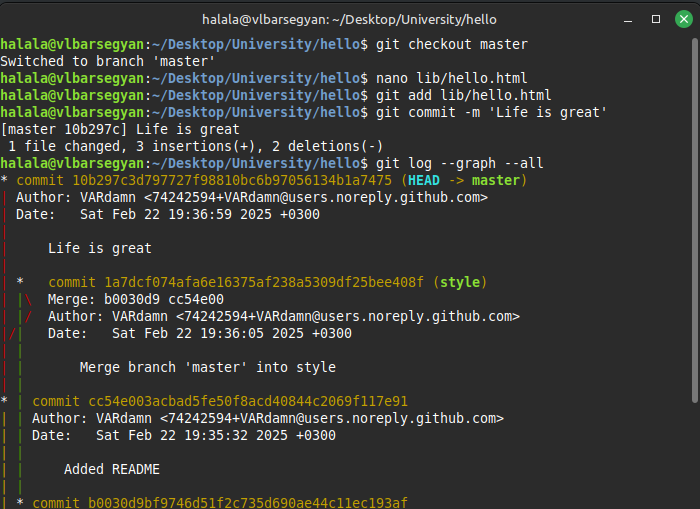 halala@vlbarsegyan:~/Desktop/University/hello
halala@vlbarsegyan:~/Desktop/University/hello$ git checkout master
Switched to branch 'master'
halala@vlbarsegyan:~/Desktop/University/hello$ nano lib/hello.html
halala@vlbarsegyan:~/Desktop/University/hello$ git add lib/hello.html
halala@vlbarsegyan:~/Desktop/University/hello$ git commit -m 'Life is great'
[master 10b297c] Life is great
 1 file changed, 3 insertions(+), 2 deletions(-)
halala@vlbarsegyan:~/Desktop/University/hello$ git log --graph --all
* commit 10b297c3d797727f98810bc6b97056134b1a7475 (HEAD -> master)
| Author: VARdamn <74242594+VARdamn@users.noreply.github.com>
| Date:   Sat Feb 22 19:36:59 2025 +0300
|
|     Life is great
|
| *   commit 1a7dcf074afa6e16375af238a5309df25bee408f (style)
| |\  Merge: b0030d9 cc54e00
| |/  Author: VARdamn <74242594+VARdamn@users.noreply.github.com>
|/|   Date:   Sat Feb 22 19:36:05 2025 +0300
| |
| |       Merge branch 'master' into style
| |
* | commit cc54e003acbad5fe50f8acd40844c2069f117e91
| | Author: VARdamn <74242594+VARdamn@users.noreply.github.com>
| | Date:   Sat Feb 22 19:35:32 2025 +0300
| |
| |     Added README
| |
| * commit b0030d9bf9746d51f2c735d690ae44c11ec193af